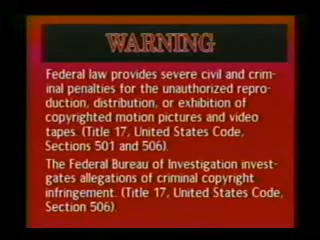 WARNING
Federal law provides severe civil and crim-
inal penalties for the unauthorized repro-
duction, distribution, or exhibition of
copyrighted motion pictures and video
tapes. (Title 17, United States Code,
Sections 501 and 506).
The Federal Bureau of Investigation invest-
gates allegations of criminal copyright
infringement. (Title 17, United States Code,
Section 506).